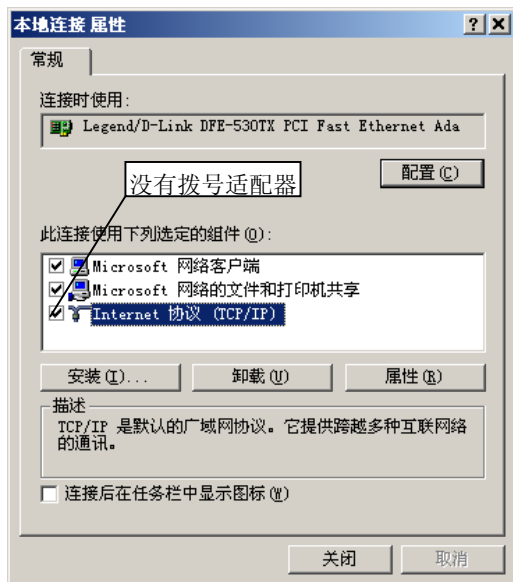 本地连接 属性
常规
连接时使用:
Legend/D-Link DFE-530TX PCI Fast Ethernet Ada
配置(C)
没有拨号适配器
此连接使用下列选定的组件(O):
Microsoft 网络客户端
Microsoft 网络的文件和打印机共享
Internet 协议 (TCP/IP)
安装(I)... 卸载(U) 属性(R)
描述
TCP/IP 是默认的广域网协议。它提供跨越多种互联网络
的通讯。
连接后在任务栏中显示图标(W)
关闭 取消